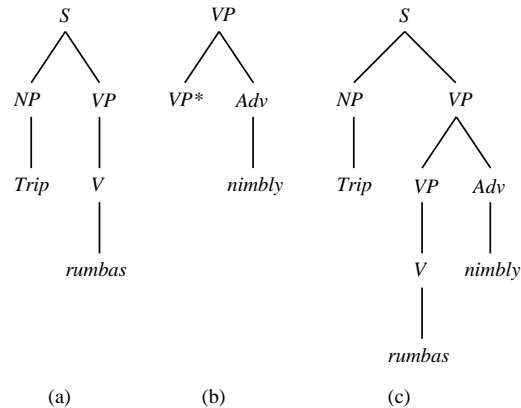 S VP S
NP VP VP* Adv NP VP
Trip V nimbly Trip VP Adv
rumbas V nimbly
rumbas
(a) (b) (c)